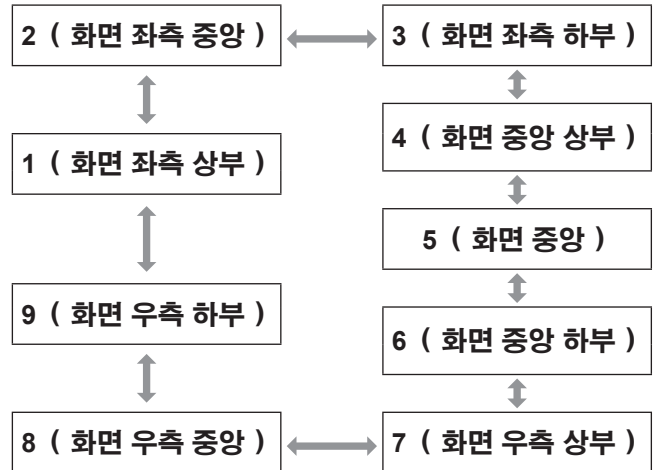 2 ( 화면 좌측 중앙 )
3 ( 화면 좌측 하부 )
1 ( 화면 좌측 상부 )
4 ( 화면 중앙 상부 )
5 ( 화면 중앙 )
9 ( 화면 우측 하부 )
6 ( 화면 중앙 하부 )
8 ( 화면 우측 중앙 )
7 ( 화면 우측 상부 )